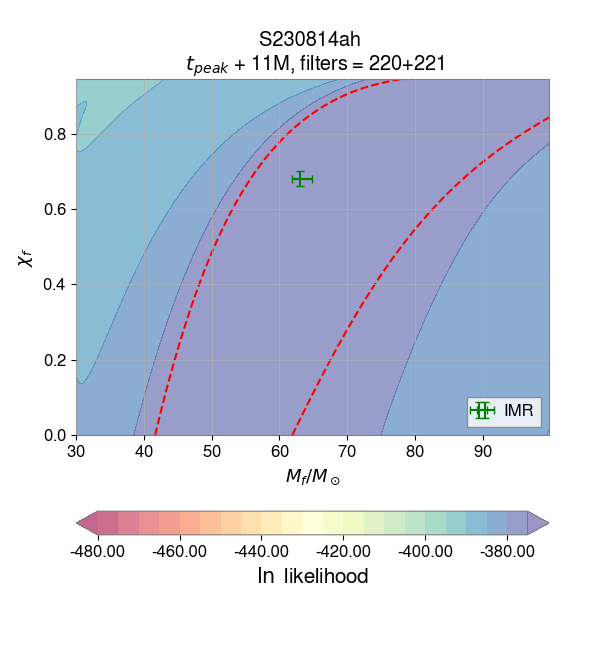 S230814ah
t_peak + 11M, filters = 220+221
0.8
0.6
0.4
0.2
0.0
χ_f
30 40 50 60 70 80 90
M_f/M_⊙
IMR
-480.00 -460.00 -440.00 -420.00 -400.00 -380.00
ln likelihood